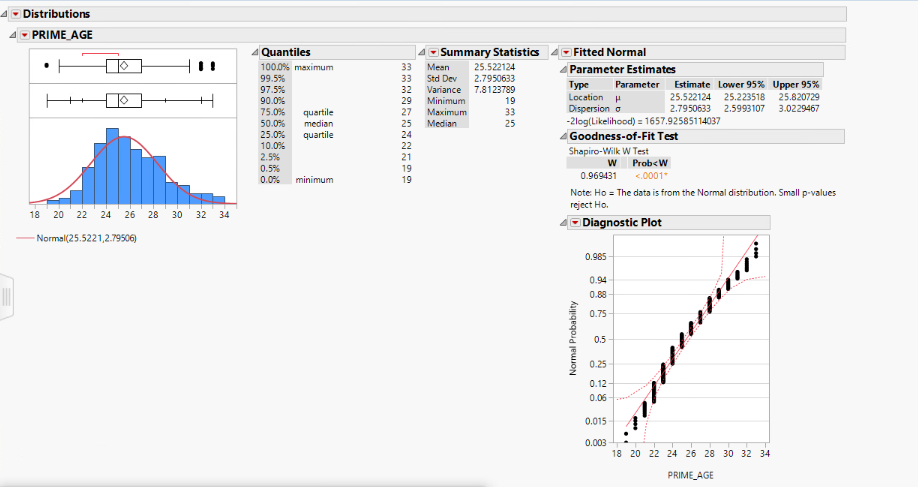 Distributions
PRIME_AGE
18 20 22 24 26 28 30 32 34
Normal(25.5221,2.79506)
Quantiles
100.0% maximum 33
99.5% 33
97.5% 32
90.0% 29
75.0% quartile 27
50.0% median 25
25.0% quartile 24
10.0% 22
2.5% 21
0.5% 19
0.0% minimum 19
Summary Statistics
Mean 25.522124
Std Dev 2.7950633
Variance 7.8123789
Minimum 19
Maximum 33
Median 25
Fitted Normal
Parameter Estimates
Type Parameter Estimate Lower 95% Upper 95%
Location μ 25.522124 25.223518 25.820729
Dispersion σ 2.7950633 2.5993107 3.0229467
-2log(Likelihood) = 1657.92585114037
Goodness-of-Fit Test
Shapiro-Wilk W Test
W Prob<W
0.969431 <.0001*
Note: Ho = The data is from the Normal distribution. Small p-values
reject Ho.
Diagnostic Plot
Normal Probability
0.985
0.94
0.88
0.75
0.5
0.25
0.12
0.06
0.015
0.003
18 20 22 24 26 28 30 32 34
PRIME_AGE